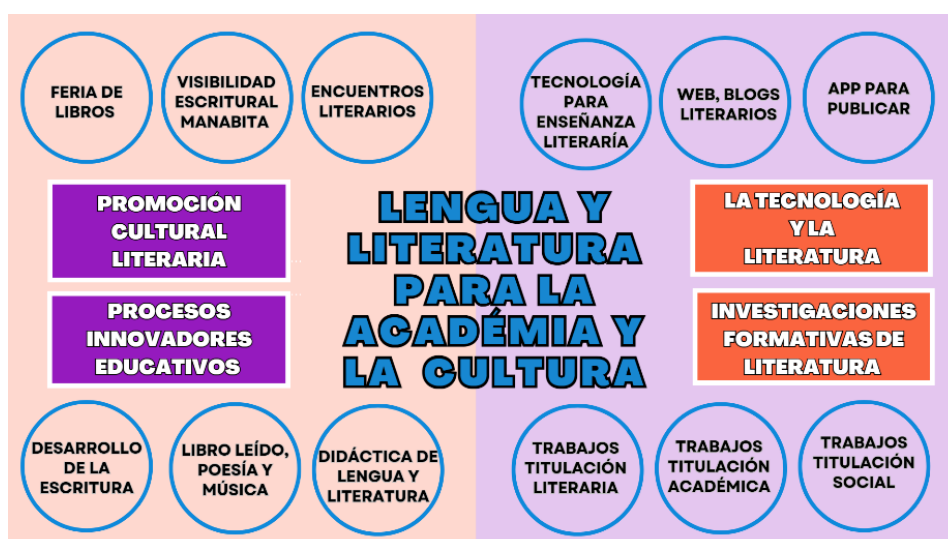 FERIA DE
LIBROS
VISIBILIDAD
ESCRITURAL
MANABITA
ENCUENTROS
LITERARIOS
TECNOLOGÍA
PARA
ENSEÑANZA
LITERARÍA
WEB, BLOGS
LITERARIOS
APP PARA
PUBLICAR
PROMOCIÓN
CULTURAL
LITERARIA
PROCESOS
INNOVADORES
EDUCATIVOS
LENGUA Y
LITERATURA
PARA LA
ACADÉMIA Y
LA CULTURA
LA TECNOLOGÍA
Y LA
LITERATURA
INVESTIGACIONES
FORMATIVAS DE
LITERATURA
DESARROLLO
DE LA
ESCRITURA
LIBRO LEÍDO,
POESÍA Y
MÚSICA
DIDÁCTICA DE
LENGUA Y
LITERATURA
TRABAJOS
TITULACIÓN
LITERARIA
TRABAJOS
TITULACIÓN
ACADÉMICA
TRABAJOS
TITULACIÓN
SOCIAL